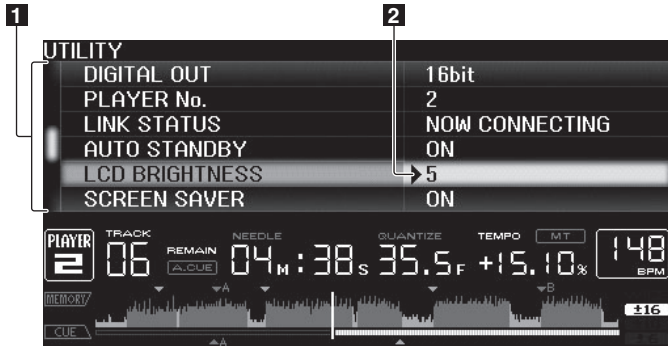 1 2
UTILITY
DIGITAL OUT 16bit
PLAYER No. 2
LINK STATUS NOW CONNECTING
AUTO STANDBY ON
LCD BRIGHTNESS 5
SCREEN SAVER ON
PLAYER 2
TRACK 06
REMAIN A.CUE
NEEDLE 04M:38S 35.5F
QUANTIZE
TEMPO +15.10%
MT
148 BPM
MEMORY/
A B
±16
CUE
A